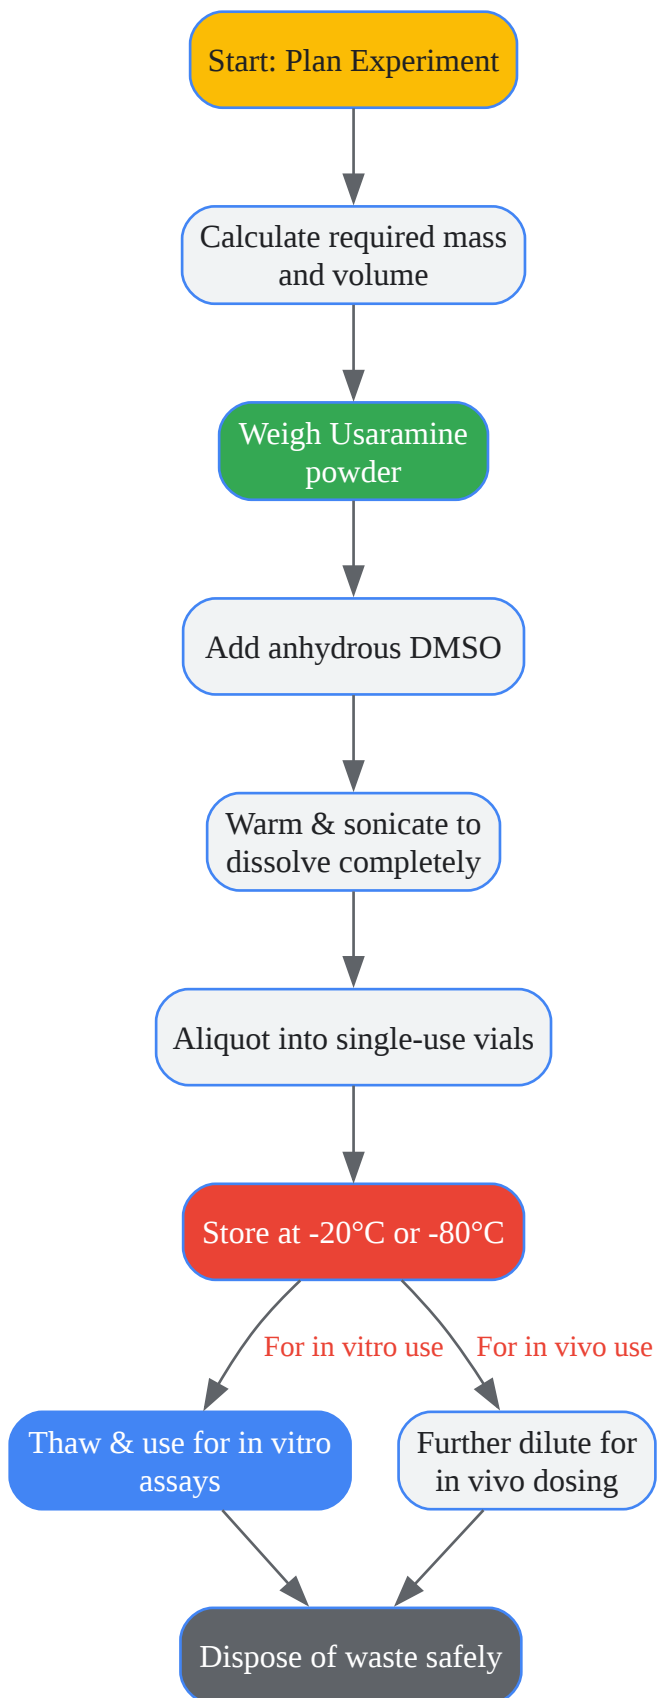 Start: Plan Experiment
Calculate required mass
and volume
Weigh Usaramine
powder
Add anhydrous DMSO
Warm & sonicate to
dissolve completely
Aliquot into single-use vials
Store at -20°C or -80°C
For in vitro use
For in vivo use
Thaw & use for in vitro
assays
Further dilute for
in vivo dosing
Dispose of waste safely